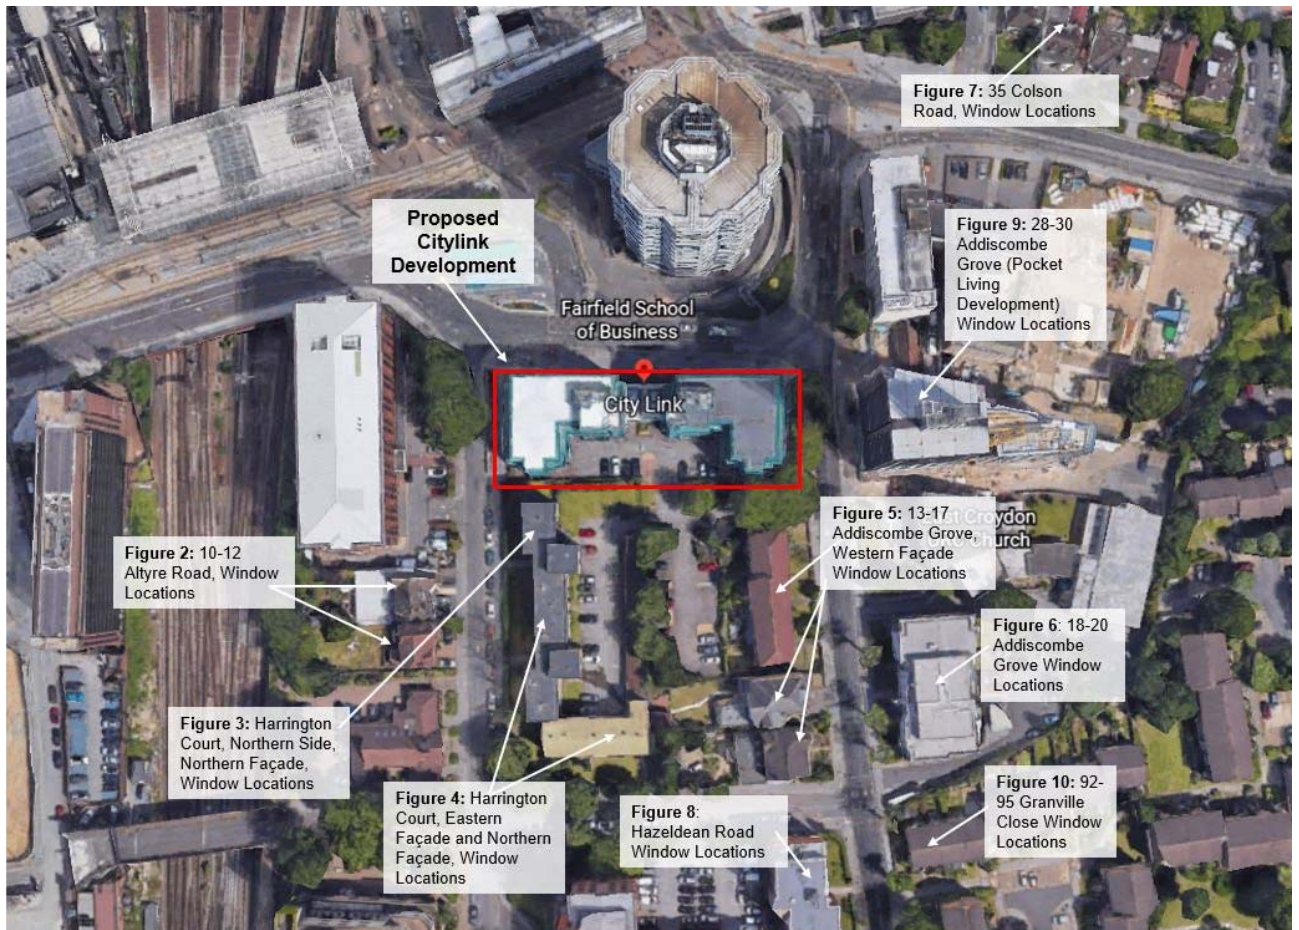 Figure 7: 35 Colson
Road, Window Locations
Proposed
Citylink
Development
Figure 9: 28-30
Addiscombe
Grove (Pocket
Living
Development)
Window Locations
Fairfield School
of Business
City Link
Figure 5: 13-17
Addiscombe Grove,
Western Façade
Window Locations
East Croydon
Church
Figure 2: 10-12
Altyre Road, Window
Locations
Figure 6: 18-20
Addiscombe
Grove Window
Locations
Figure 3: Harrington
Court, Northern Side,
Northern Façade,
Window Locations
Figure 4: Harrington
Court, Eastern
Façade and Northern
Façade, Window
Locations
Figure 8:
Hazeldean Road
Window Locations
Figure 10: 92-
95 Granville
Close Window
Locations